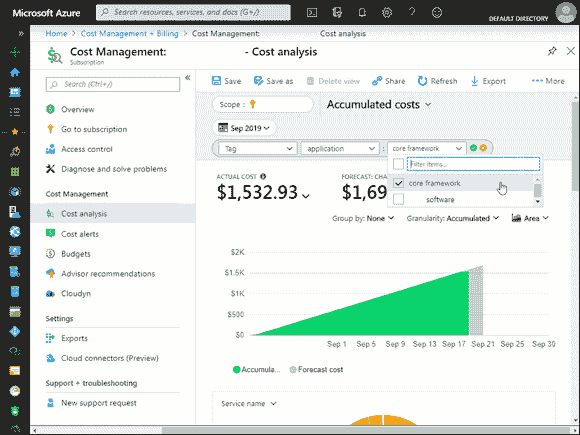 Microsoft Azure
Search resources, services, and docs (G+/)
DEFAULT DIRECTORY
Home > Cost Management + Billing > Cost Management: Cost analysis
Cost Management: - Cost analysis
Subscription
Search (Ctrl+/)
Save
Save as
Delete view
Share
Refresh
Export
More
Overview
Go to subscription
Access control
Diagnose and solve problems
Cost Management
Cost analysis
Cost alerts
Budgets
Advisor recommendations
Cloudyn
Settings
Exports
Cloud connectors (Preview)
Support + troubleshooting
New support request
Scope :
Accumulated costs
Sep 2019
Tag
application
:
core framework
Filter items...
core framework
software
ACTUAL COST
$1,532.93
FORECAST: CHA
$1,69
Group by: None
Granularity: Accumulated
Area
$2K
$1.5K
$1K
$500
$0
Sep 1
Sep 5
Sep 9
Sep 13
Sep 17
Sep 21
Sep 25
Sep 30
Accumula...
Forecast cost
Service name